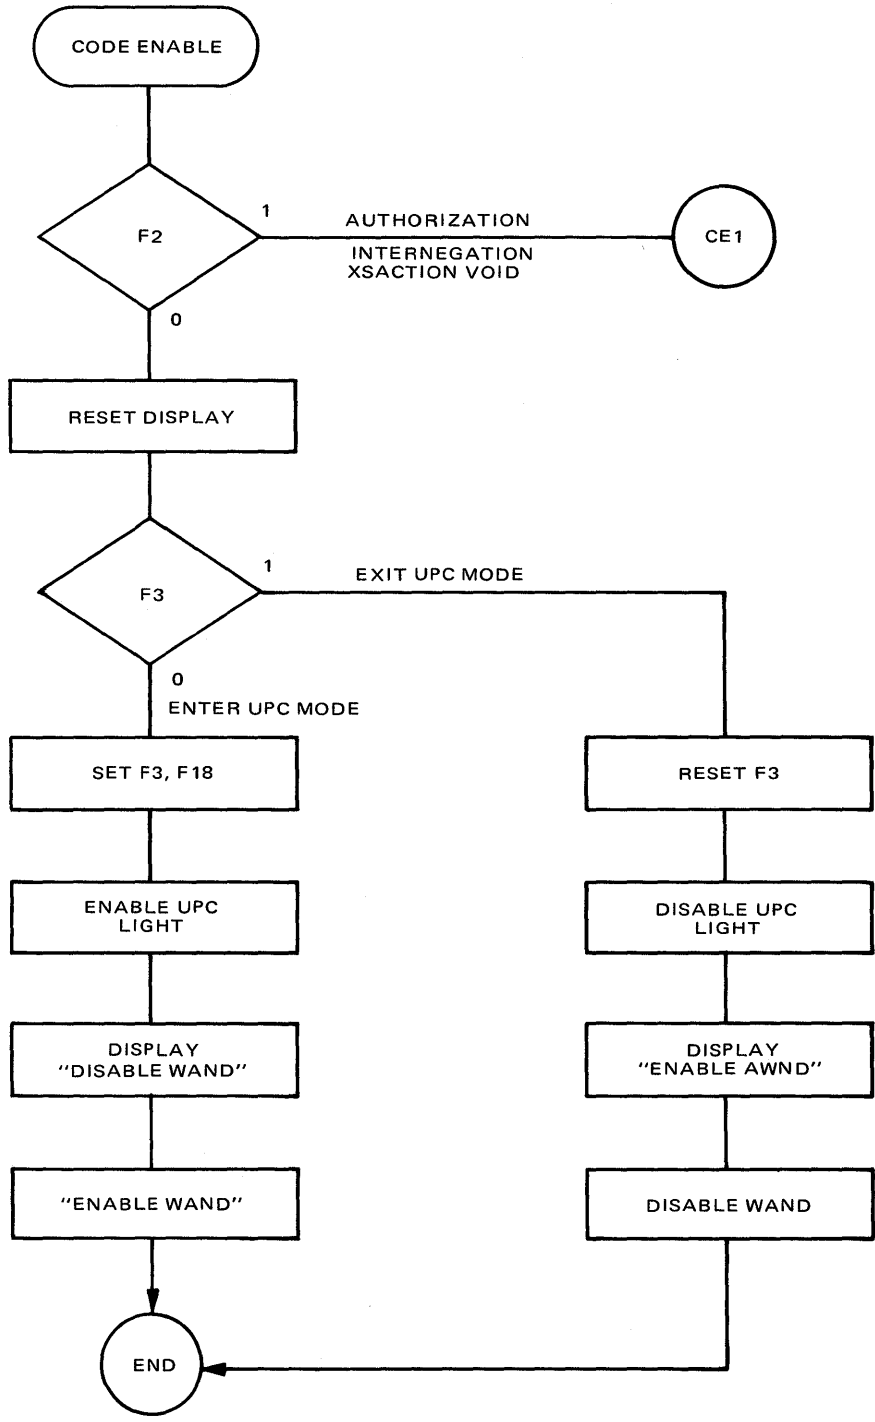 CODE ENABLE
F2
1
AUTHORIZATION
INTERNEGATION
XSACTION VOID
CE1
0
RESET DISPLAY
F3
1
EXIT UPC MODE
0
ENTER UPC MODE
SET F3, F18
RESET F3
ENABLE UPC
LIGHT
DISABLE UPC
LIGHT
DISPLAY
"DISABLE WAND"
DISPLAY
"ENABLE AWND"
"ENABLE WAND"
DISABLE WAND
END